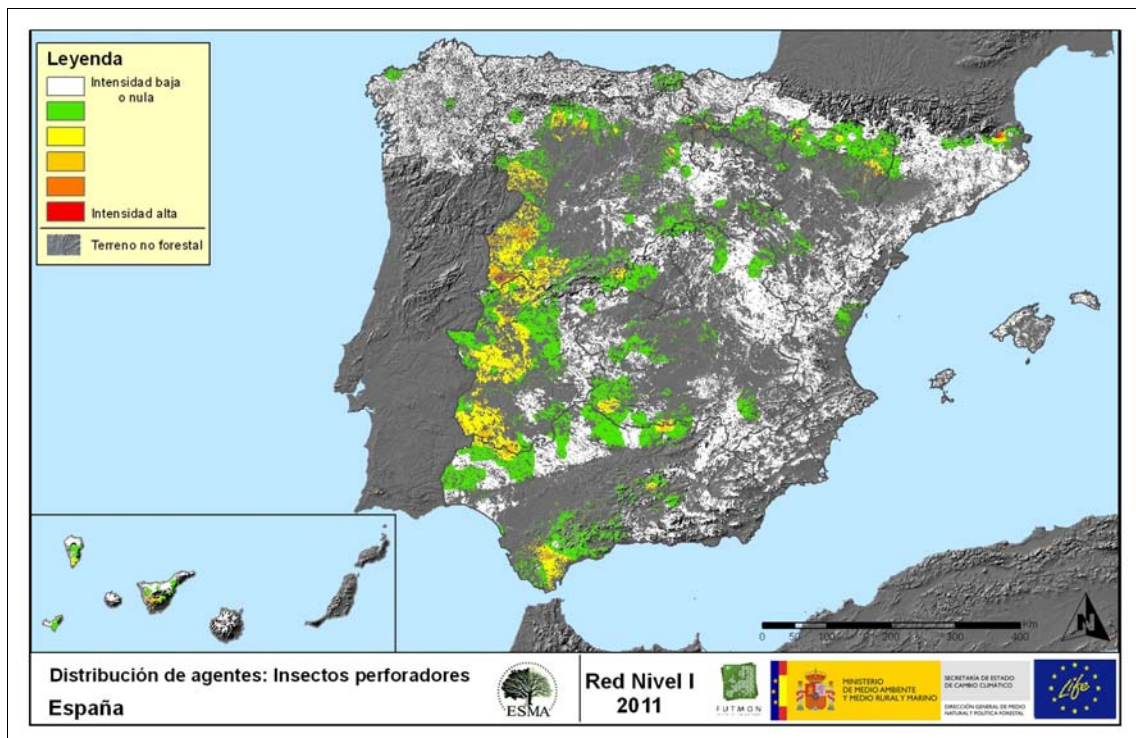 Leyenda
Intensidad baja
o nula
Intensidad alta
Terreno no forestal
N
Km
0 50 100 200 300 400
Distribución de agentes: Insectos perforadores
España
ESMA
Red Nivel I
2011
FUTMON
MINISTERIO
DE MEDIO AMBIENTE
Y MEDIO RURAL Y MARINO
SECRETARÍA DE ESTADO
DE CAMBIO CLIMÁTICO
DIRECCIÓN GENERAL DE MEDIO
NATURAL Y POLÍTICA FORESTAL
Life